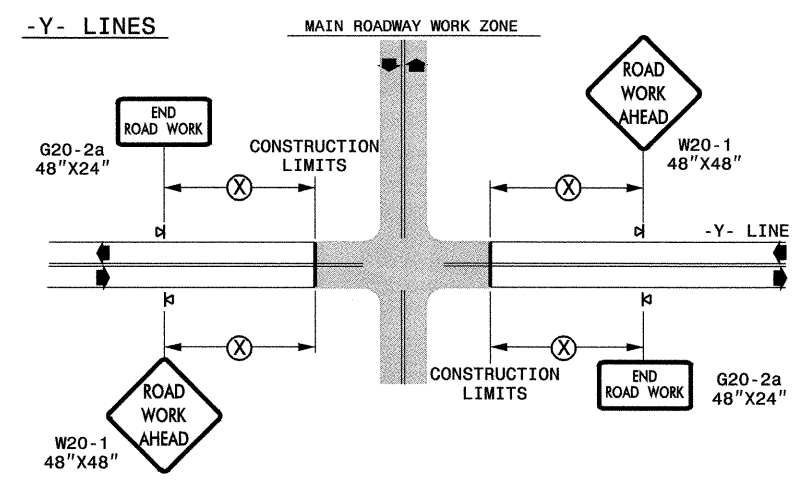 -Y- LINES
MAIN ROADWAY WORK ZONE
END
ROAD WORK
G20-2a
48"X24"
CONSTRUCTION
LIMITS
X
ROAD
WORK
AHEAD
W20-1
48"X48"
X
-Y- LINE
X
ROAD
WORK
AHEAD
W20-1
48"X48"
CONSTRUCTION
LIMITS
X
END
ROAD WORK
G20-2a
48"X24"